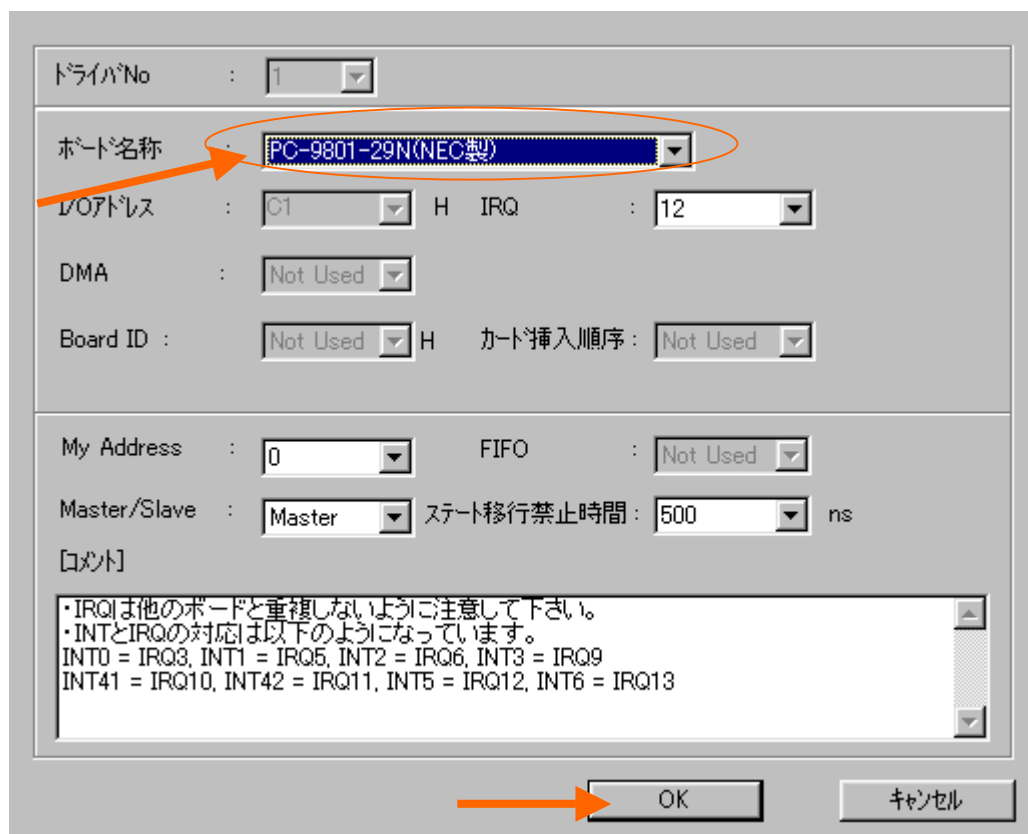 ﾄﾞﾗｲﾊﾞNo : 1
ﾎﾞｰﾄﾞ名称 : PC-9801-29N(NEC製)
I/Oｱﾄﾞﾚｽ : C1 H IRQ : 12
DMA : Not Used
Board ID : Not Used H ｶｰﾄﾞ挿入順序 : Not Used
My Address : 0 FIFO : Not Used
Master/Slave : Master ｽﾃｰﾄ移行禁止時間 : 500 ns
[ｺﾒﾝﾄ]
・IRQは他のボードと重複しないように注意して下さい。
・INTとIRQの対応は以下のようになっています。
INT0 = IRQ3, INT1 = IRQ5, INT2 = IRQ6, INT3 = IRQ9
INT41 = IRQ10, INT42 = IRQ11, INT5 = IRQ12, INT6 = IRQ13
OK ｷｬﾝｾﾙ